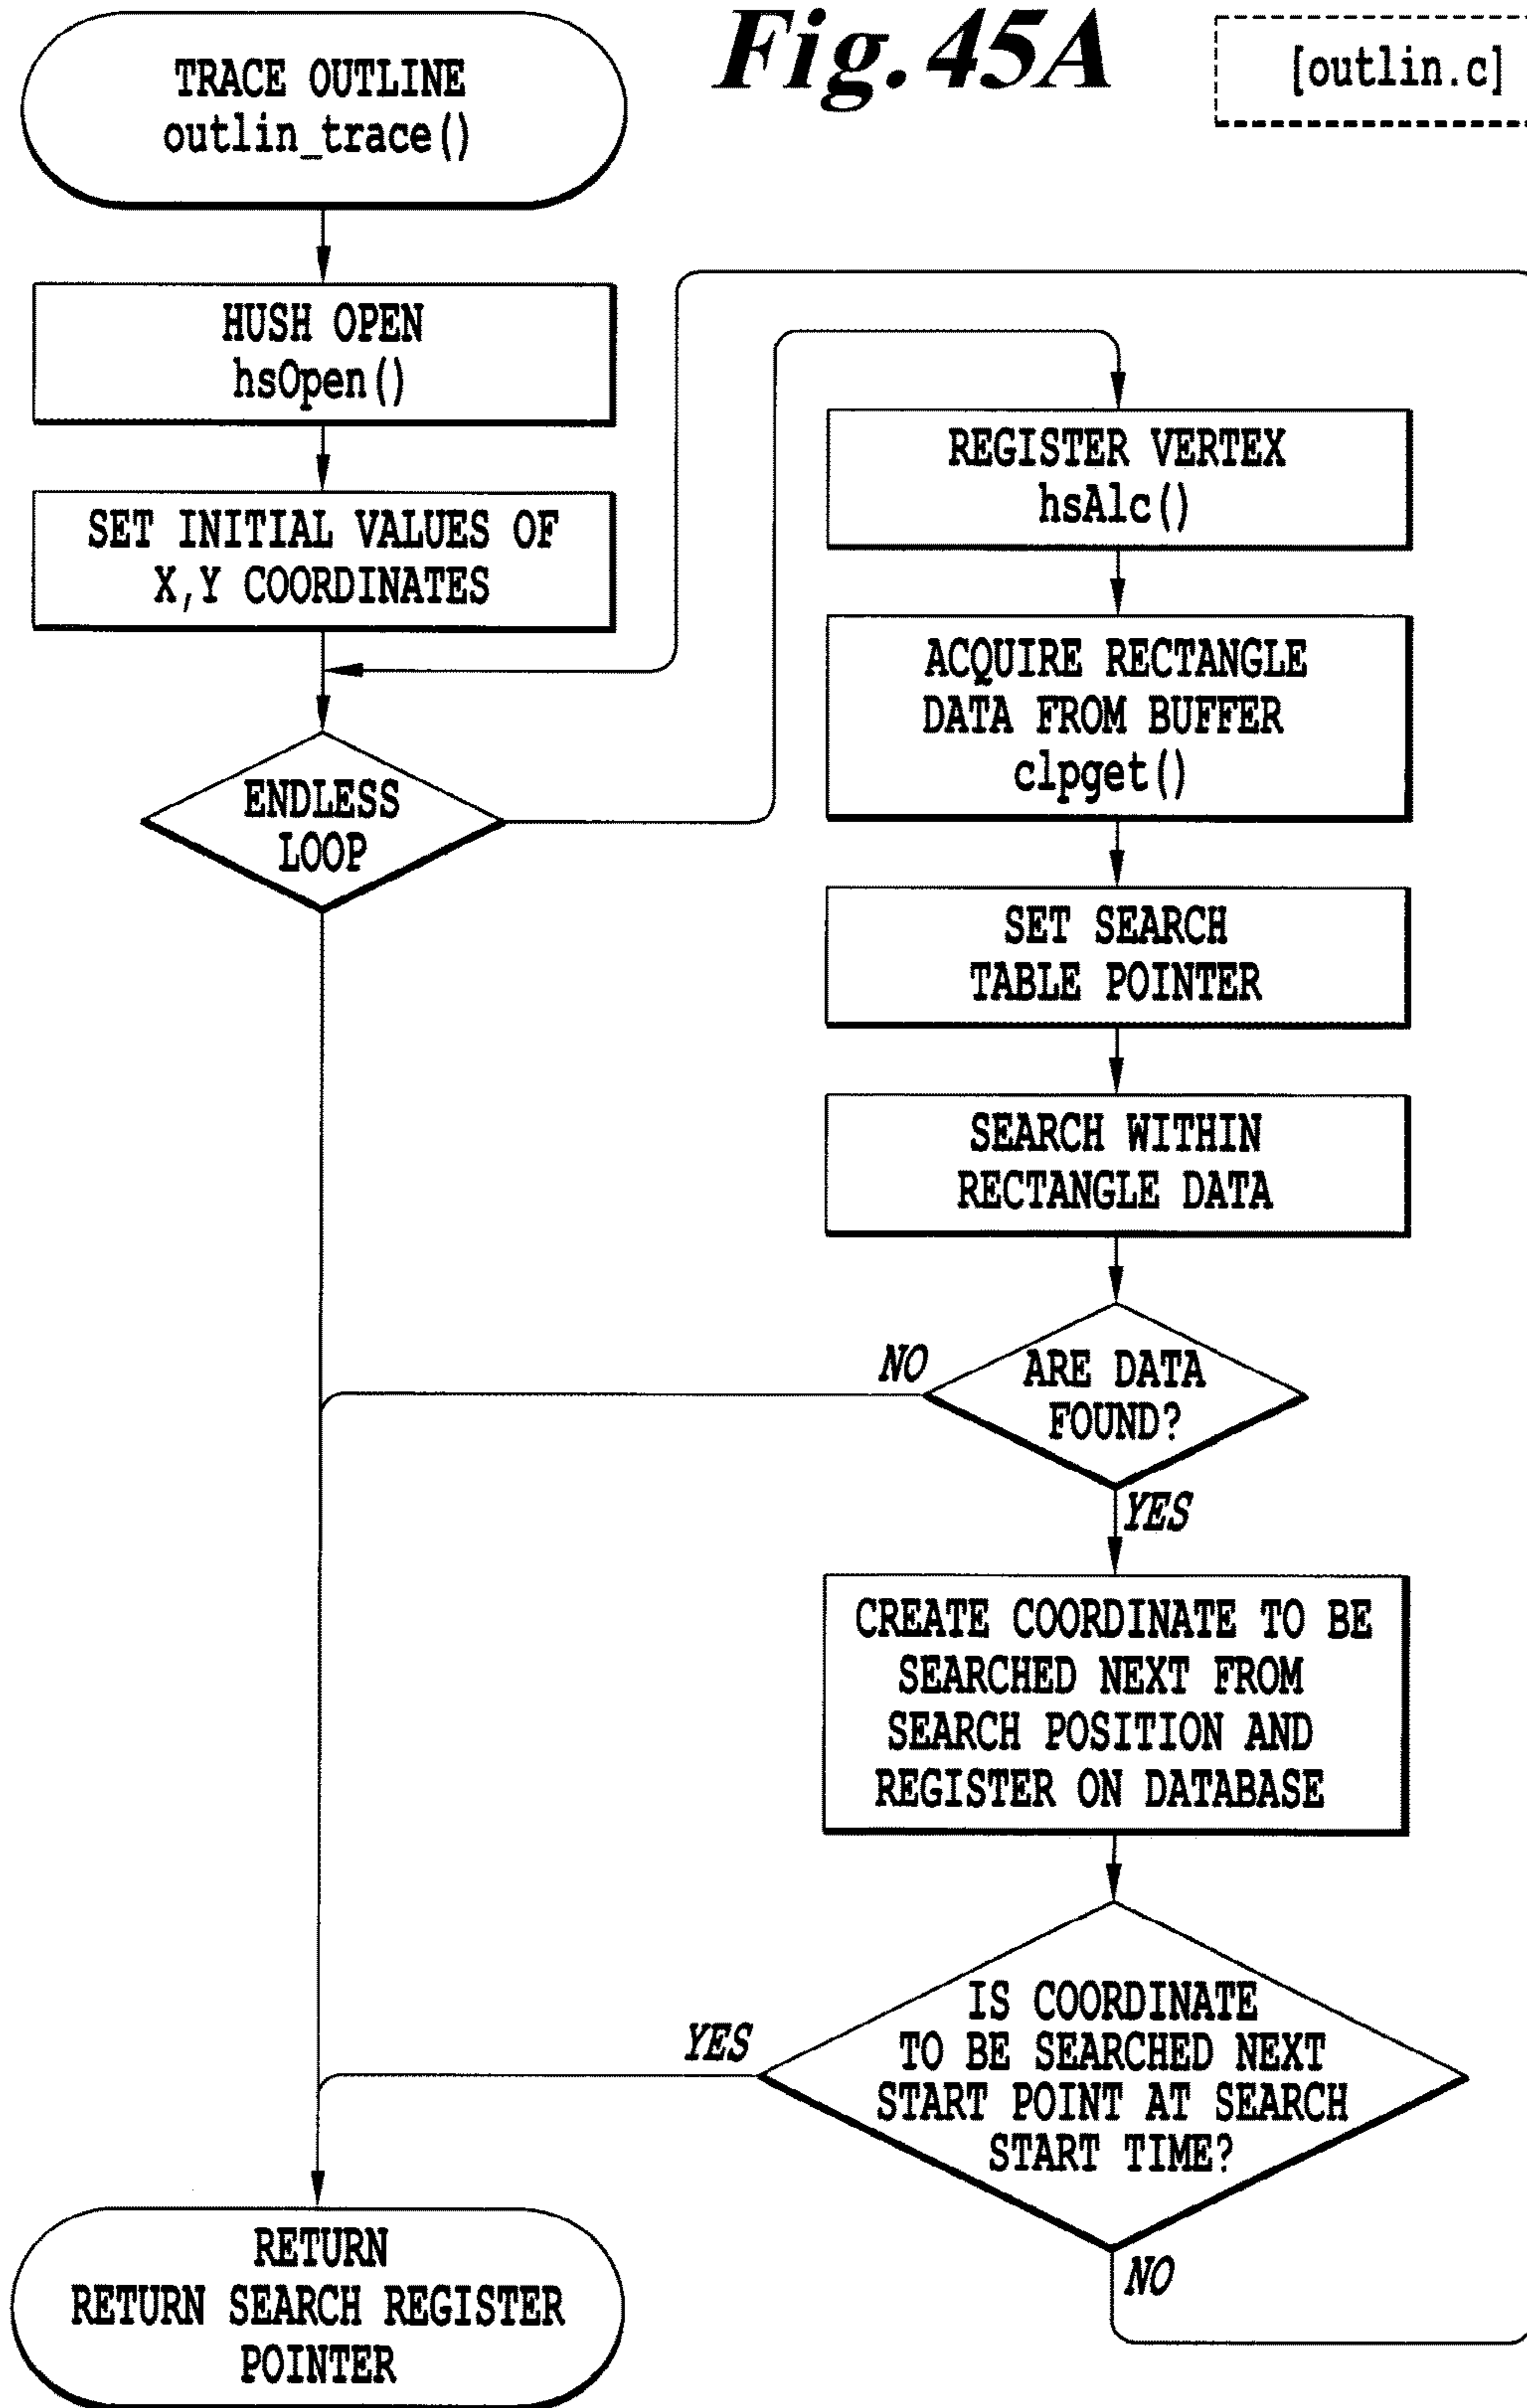 Fig.45A
[outlin.c]
TRACE OUTLINE
outlin_trace()
HUSH OPEN
hsOpen()
SET INITIAL VALUES OF
X,Y COORDINATES
ENDLESS
LOOP
REGISTER VERTEX
hsAlc()
ACQUIRE RECTANGLE
DATA FROM BUFFER
clpget()
SET SEARCH
TABLE POINTER
SEARCH WITHIN
RECTANGLE DATA
ARE DATA
FOUND?
NO
YES
CREATE COORDINATE TO BE
SEARCHED NEXT FROM
SEARCH POSITION AND
REGISTER ON DATABASE
IS COORDINATE
TO BE SEARCHED NEXT
START POINT AT SEARCH
START TIME?
YES
NO
RETURN
RETURN SEARCH REGISTER
POINTER